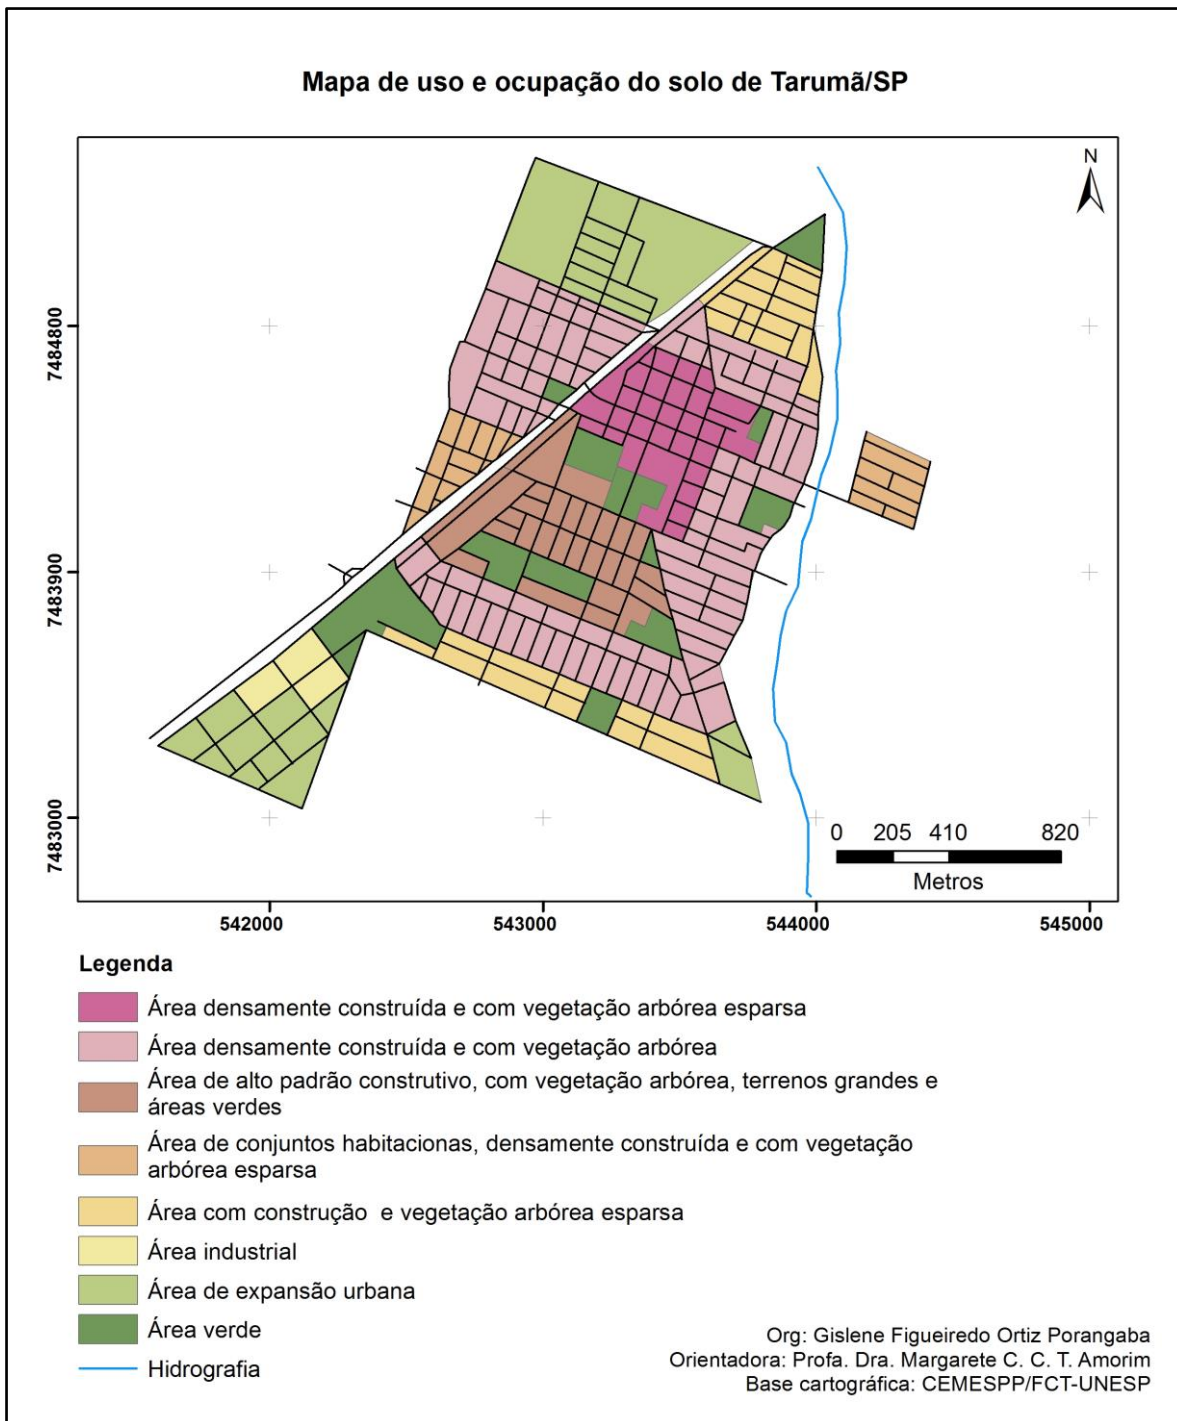 Mapa de uso e ocupação do solo de Tarumã/SP
N
7484800
7483900
7483000
0 205 410 820
Metros
542000 543000 544000 545000
Legenda
Área densamente construída e com vegetação arbórea esparsa
Área densamente construída e com vegetação arbórea
Área de alto padrão construtivo, com vegetação arbórea, terrenos grandes e
áreas verdes
Área de conjuntos habitacionas, densamente construída e com vegetação
arbórea esparsa
Área com construção e vegetação arbórea esparsa
Área industrial
Área de expansão urbana
Área verde
Hidrografia
Org: Gislene Figueiredo Ortiz Porangaba
Orientadora: Profa. Dra. Margarete C. C. T. Amorim
Base cartográfica: CEMESPP/FCT-UNESP